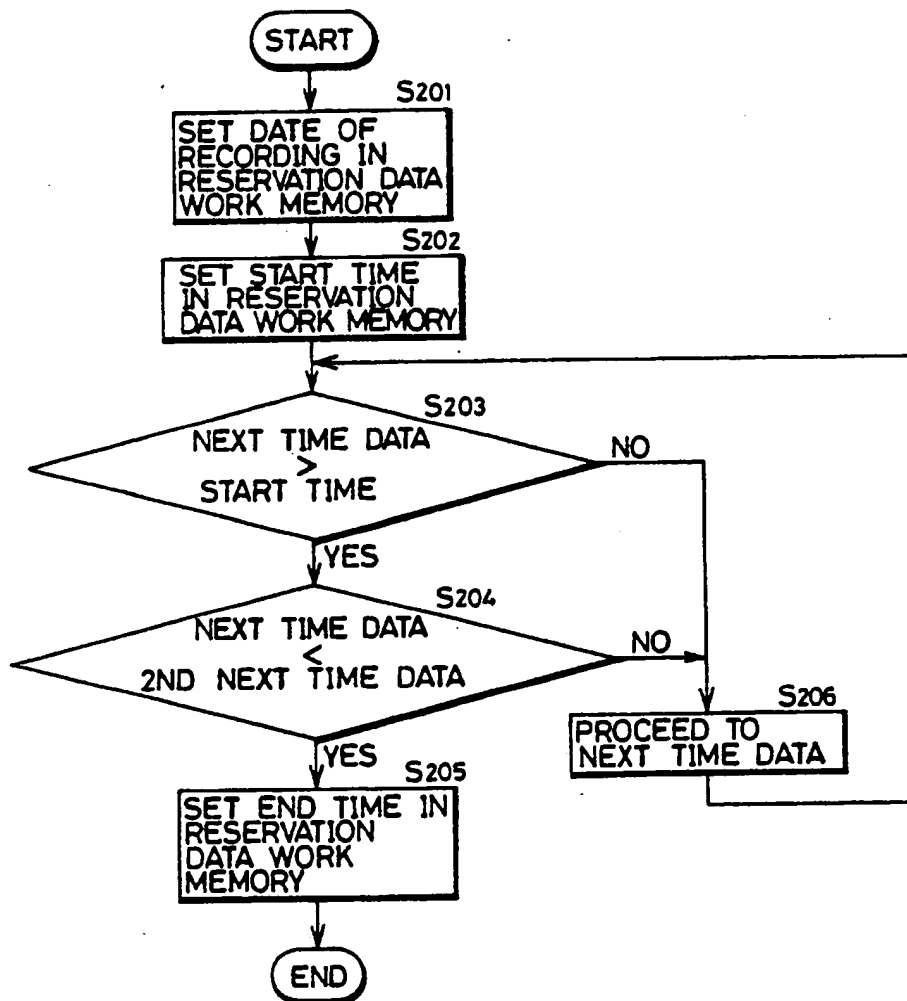 START
S201
SET DATE OF
RECORDING IN
RESERVATION DATA
WORK MEMORY
S202
SET START TIME
IN RESERVATION
DATA WORK MEMORY
S203
NEXT TIME DATA
>
START TIME
NO
YES
S204
NEXT TIME DATA
<
2ND NEXT TIME DATA
NO
YES
S206
PROCEED TO
NEXT TIME DATA
S205
SET END TIME IN
RESERVATION
DATA WORK
MEMORY
END